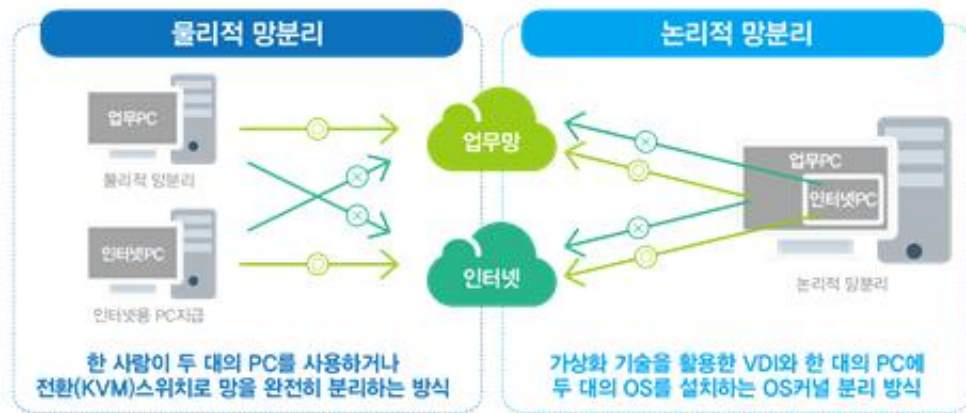 물리적 망분리
논리적 망분리
업무PC
물리적 망분리
인터넷PC
인터넷용 PC지급
업무망
인터넷
업무PC
인터넷PC
논리적 망분리
한 사람이 두 대의 PC를 사용하거나
전환(KVM)스위치로 망을 완전히 분리하는 방식
가상화 기술을 활용한 VDI와 한 대의 PC에
두 대의 OS를 설치하는 OS커널 분리 방식